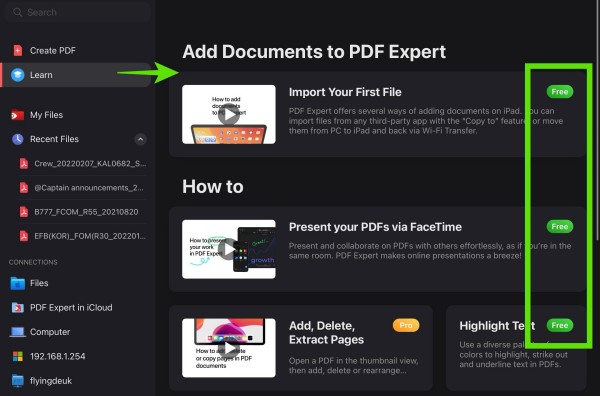 Search
Create PDF
Learn
My Files
Recent Files
Crew_20220207_KAL0682_S...
@Captain announcements_2...
B777_FCOM_R55_20210820
EFB(KOR)_FOM(R30_202201...
CONNECTIONS
Files
PDF Expert in iCloud
Computer
192.168.1.254
flyingdeuk
Add Documents to PDF Expert
How to add
documents
to PDF Expert
Import Your First File
Free
PDF Expert offers several ways of adding documents on iPad. You can
import files from any third-party app with the "Copy to" feature or move
them from PC to iPad and back via Wi-Fi Transfer.
How to
How to present
your work
in PDF Expert
Great!
growth
Present your PDFs via FaceTime
Free
Present and collaborate on PDFs with others effortlessly, as if you're in the
same room. PDF Expert makes online presentations a breeze!
How to add
or copy pages in PDF
documents
Add, Delete,
Extract Pages
Pro
Open a PDF in the thumbnail view,
then add, delete or rearrange...
Highlight Text
Free
Use a diverse palette of
colors to highlight, strike out
and underline text in PDFs.